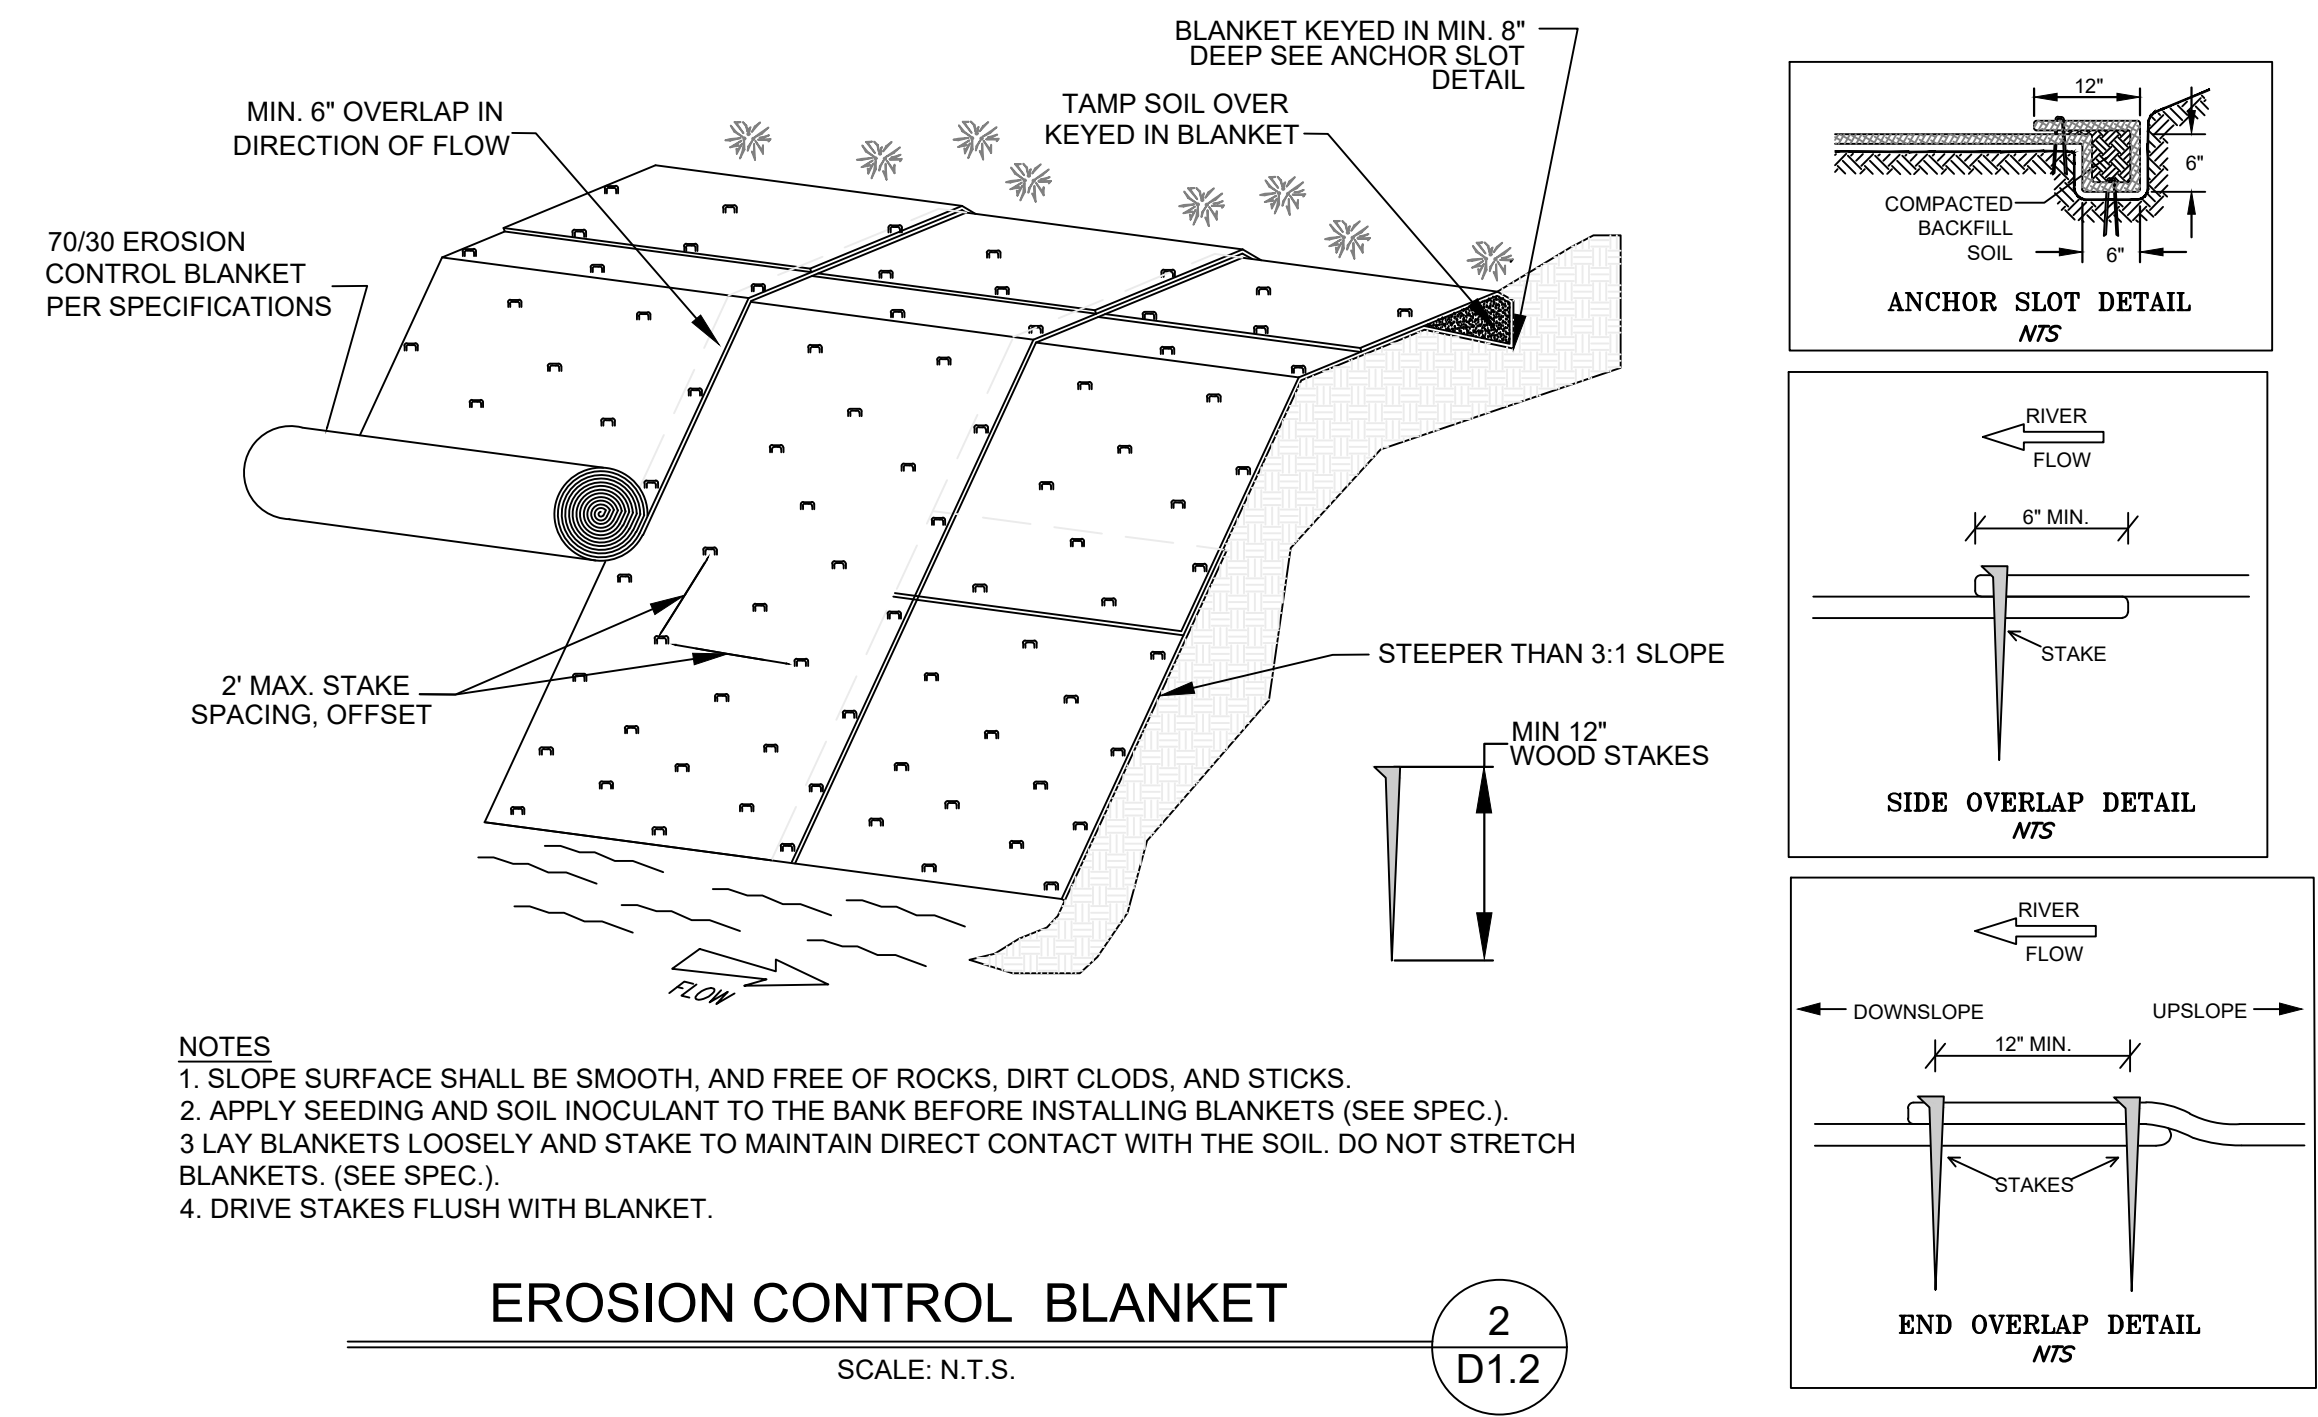 BLANKET KEYED IN MIN. 8"
DEEP SEE ANCHOR SLOT
DETAIL
TAMP SOIL OVER
KEYED IN BLANKET
MIN. 6" OVERLAP IN
DIRECTION OF FLOW
70/30 EROSION
CONTROL BLANKET
PER SPECIFICATIONS
2' MAX. STAKE
SPACING, OFFSET
STEEPER THAN 3:1 SLOPE
MIN 12"
WOOD STAKES
FLOW
NOTES
1. SLOPE SURFACE SHALL BE SMOOTH, AND FREE OF ROCKS, DIRT CLODS, AND STICKS.
2. APPLY SEEDING AND SOIL INOCULANT TO THE BANK BEFORE INSTALLING BLANKETS (SEE SPEC.).
3 LAY BLANKETS LOOSELY AND STAKE TO MAINTAIN DIRECT CONTACT WITH THE SOIL. DO NOT STRETCH
BLANKETS. (SEE SPEC.).
4. DRIVE STAKES FLUSH WITH BLANKET.
EROSION CONTROL BLANKET
SCALE: N.T.S.
2
D1.2
12"
6"
COMPACTED
BACKFILL
SOIL
6"
ANCHOR SLOT DETAIL
NTS
RIVER
FLOW
6" MIN.
STAKE
SIDE OVERLAP DETAIL
NTS
RIVER
FLOW
DOWNSLOPE
UPSLOPE
12" MIN.
STAKES
END OVERLAP DETAIL
NTS